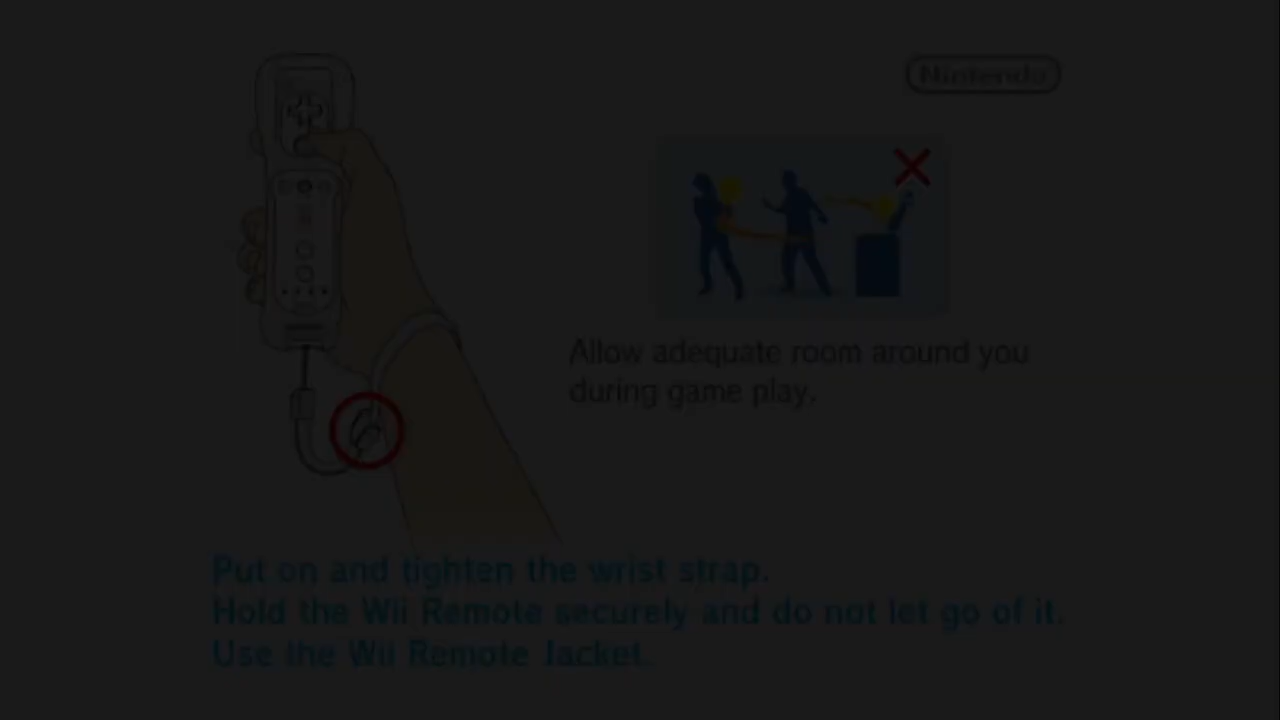 Nintendo
Allow adequate room around you
during game play.
Put on and tighten the wrist strap.
Hold the Wii Remote securely and do not let go of it.
Use the Wii Remote Jacket.